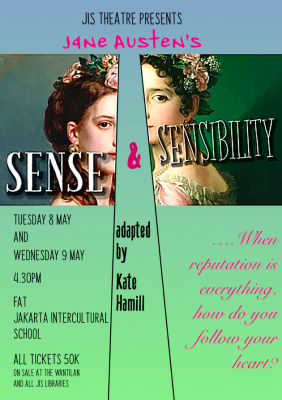 JIS THEATRE PRESENTS
JANE AUSTEN'S
SENSE
&
SENSIBILITY
TUESDAY 8 MAY
AND
WEDNESDAY 9 MAY
4.30PM
FAT
JAKARTA INTERCULTURAL
SCHOOL
ALL TICKETS 50K
ON SALE AT THE WANTILAN
AND ALL JIS LIBRARIES
adapted
by
Kate
Hamill
....When
reputation is
everything,
how do you
follow your
heart?